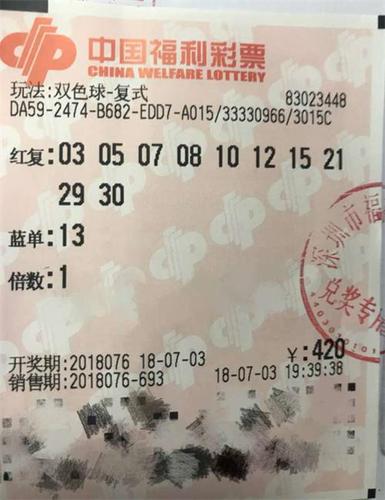 中国福利彩票
CHINA WELFARE LOTTERY
玩法:双色球-复式 83023448
DA59-2474-B682-EDD7-A015/33330966/3015C
红复:03 05 07 08 10 12 15 21
29 30
蓝单:13
倍数:1
深圳市福
兑奖专用
开奖期:2018076 18-07-03 ¥:420
销售期:2018076-693 18-07-03 19:39:38